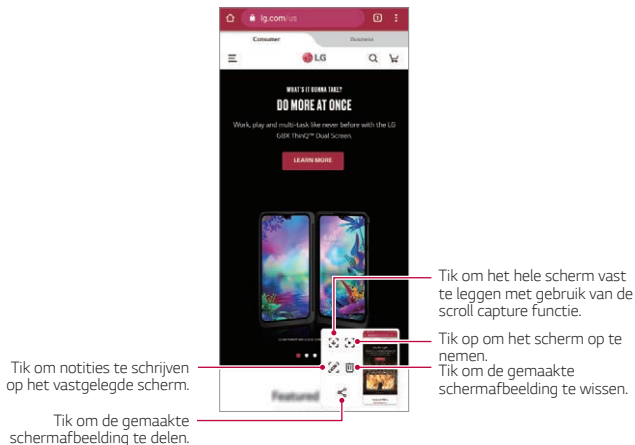 lg.com/us
Consumer
Business
LG
WHAT'S IT GONNA TAKE?
DO MORE AT ONCE
Work, play and multi-task like never before with the LG
G8X ThinQ™ Dual Screen.
LEARN MORE
Featured
Tik om het hele scherm vast
te leggen met gebruik van de
scroll capture functie.
Tik op om het scherm op te
nemen.
Tik om de gemaakte
schermafbeelding te wissen.
Tik om notities te schrijven
op het vastgelegde scherm.
Tik om de gemaakte
schermafbeelding te delen.